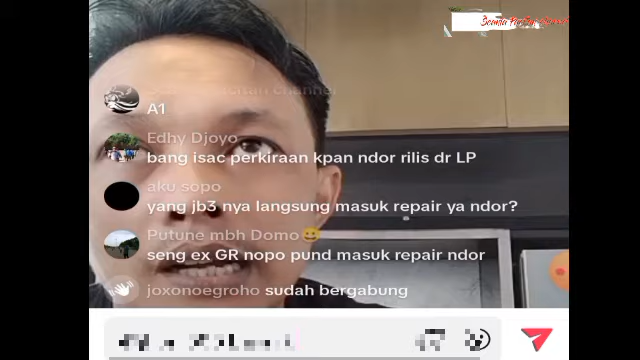 A1
Edhy Djoyo
bang isac perkiraan kpan ndor rilis dr LP
aku sopo
yang jb3 nya langsung masuk repair ya ndor?
Putune mbh Domo😄
seng ex GR nopo pund masuk repair ndor
joxonoegroho sudah bergabung